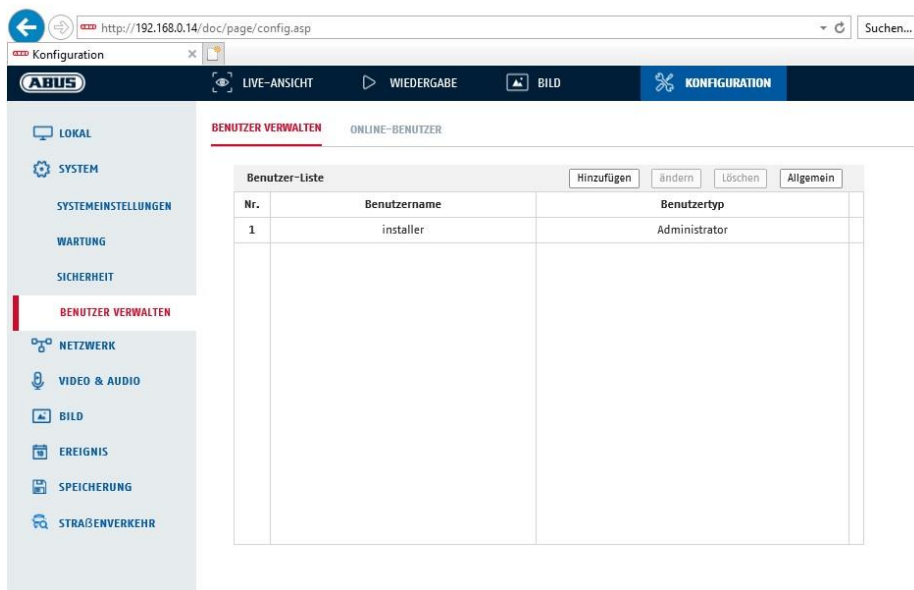 http://192.168.0.14/doc/page/config.asp
Suchen...
Konfiguration
ABUS
LIVE-ANSICHT
WIEDERGABE
BILD
KONFIGURATION
LOKAL
SYSTEM
SYSTEMEINSTELLUNGEN
WARTUNG
SICHERHEIT
BENUTZER VERWALTEN
NETZWERK
VIDEO & AUDIO
BILD
EREIGNIS
SPEICHERUNG
STRAßENVERKEHR
BENUTZER VERWALTEN
ONLINE-BENUTZER
Benutzer-Liste
Hinzufügen
ändern
Löschen
Allgemein
Nr. Benutzername Benutzertyp
1 installer Administrator